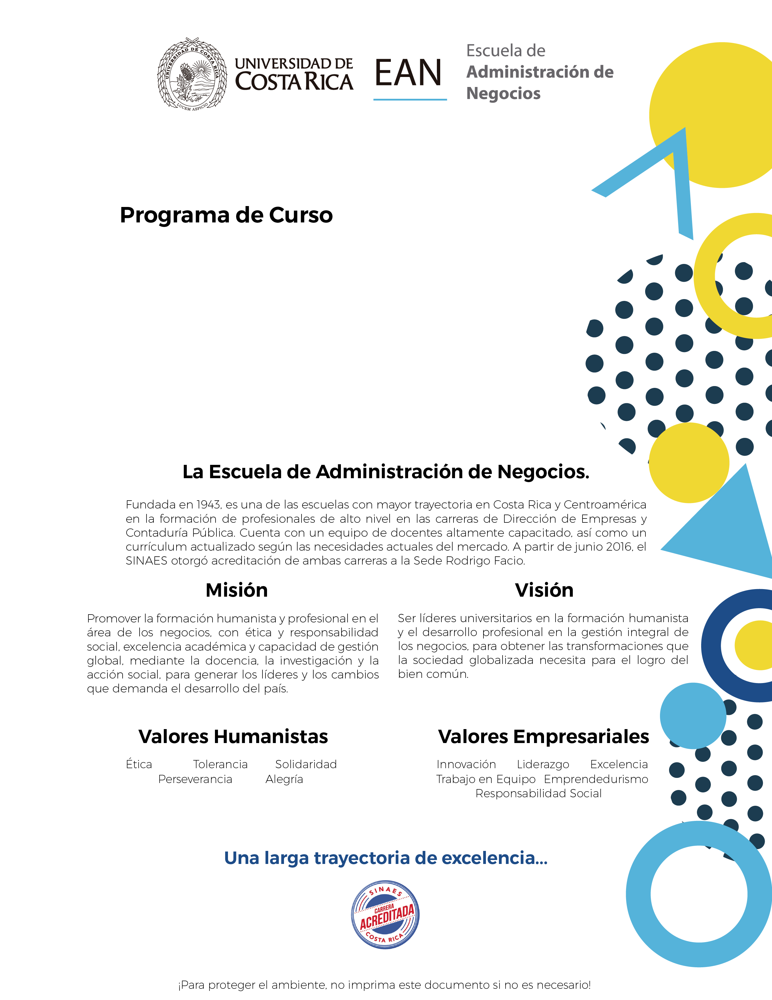 UNIVERSIDAD DE COSTA RICA
LUCEM ASPICIO
UNIVERSIDAD DE
COSTA RICA
EAN
Escuela de
Administración de
Negocios
Programa de Curso
La Escuela de Administración de Negocios.
Fundada en 1943, es una de las escuelas con mayor trayectoria en Costa Rica y Centroamérica
en la formación de profesionales de alto nivel en las carreras de Dirección de Empresas y
Contaduría Pública. Cuenta con un equipo de docentes altamente capacitado, así como un
currículum actualizado según las necesidades actuales del mercado. A partir de junio 2016, el
SINAES otorgó acreditación de ambas carreras a la Sede Rodrigo Facio.
Misión
Promover la formación humanista y profesional en el
área de los negocios, con ética y responsabilidad
social, excelencia académica y capacidad de gestión
global, mediante la docencia, la investigación y la
acción social, para generar los líderes y los cambios
que demanda el desarrollo del país.
Visión
Ser líderes universitarios en la formación humanista
y el desarrollo profesional en la gestión integral de
los negocios, para obtener las transformaciones que
la sociedad globalizada necesita para el logro del
bien común.
Valores Humanistas
Ética Tolerancia Solidaridad
Perseverancia Alegría
Valores Empresariales
Innovación Liderazgo Excelencia
Trabajo en Equipo Emprendedurismo
Responsabilidad Social
Una larga trayectoria de excelencia...
SINAES
CARRERA
ACREDITADA
COSTA RICA
¡Para proteger el ambiente, no imprima este documento si no es necesario!